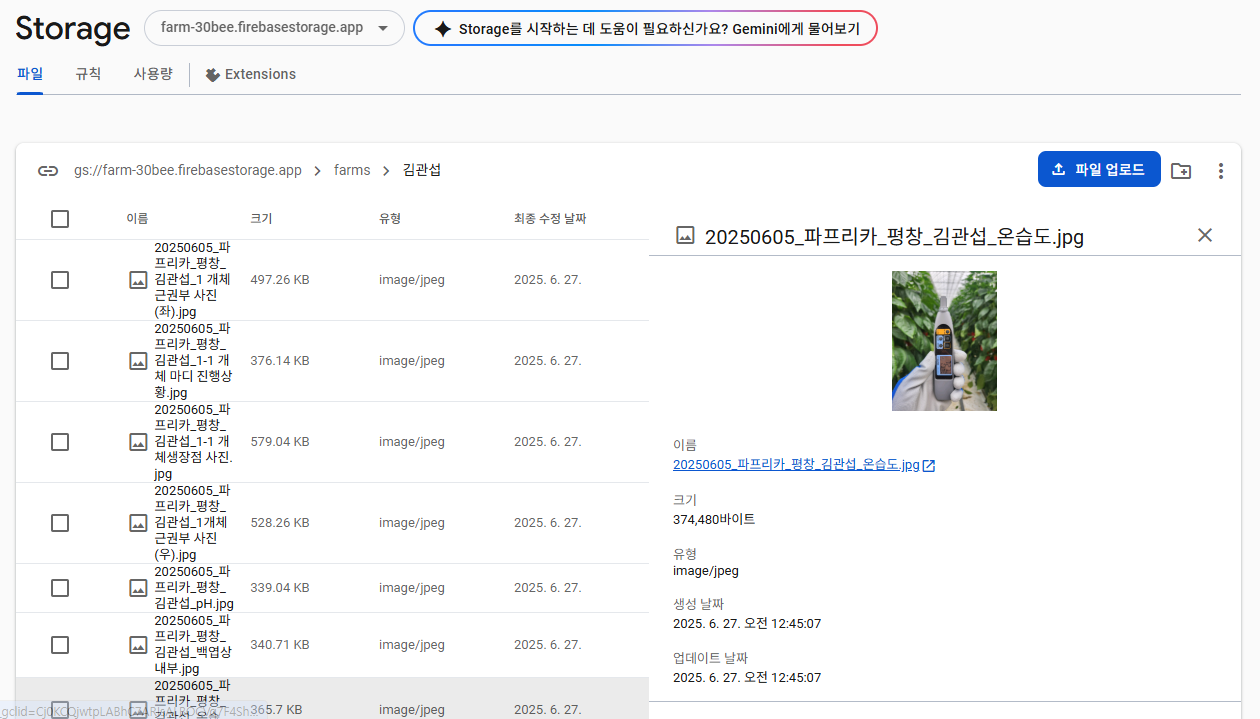 Storage
farm-30bee.firebasestorage.app
Storage를 시작하는 데 도움이 필요하신가요? Gemini에게 물어보기
파일
규칙
사용량
Extensions
gs://farm-30bee.firebasestorage.app > farms > 김관섭
파일 업로드
이름 크기 유형 최종 수정 날짜
20250605_파
프리카_평창_
김관섭_1 개체
근권부 사진
(좌).jpg
497.26 KB image/jpeg 2025. 6. 27.
20250605_파
프리카_평창_
김관섭_1-1 개
체 마디 진행상
황.jpg
376.14 KB image/jpeg 2025. 6. 27.
20250605_파
프리카_평창_
김관섭_1-1 개
체생장점 사진.
jpg
579.04 KB image/jpeg 2025. 6. 27.
20250605_파
프리카_평창_
김관섭_1개체
근권부 사진
(우).jpg
528.26 KB image/jpeg 2025. 6. 27.
20250605_파
프리카_평창_
김관섭_pH.jpg
339.04 KB image/jpeg 2025. 6. 27.
20250605_파
프리카_평창_
김관섭_백엽상
내부.jpg
340.71 KB image/jpeg 2025. 6. 27.
20250605_파
프리카_평창_
365.7 KB image/jpeg 2025. 6. 27.
20250605_파프리카_평창_김관섭_온습도.jpg
이름
20250605_파프리카_평창_김관섭_온습도.jpg
크기
374,480바이트
유형
image/jpeg
생성 날짜
2025. 6. 27. 오전 12:45:07
업데이트 날짜
2025. 6. 27. 오전 12:45:07